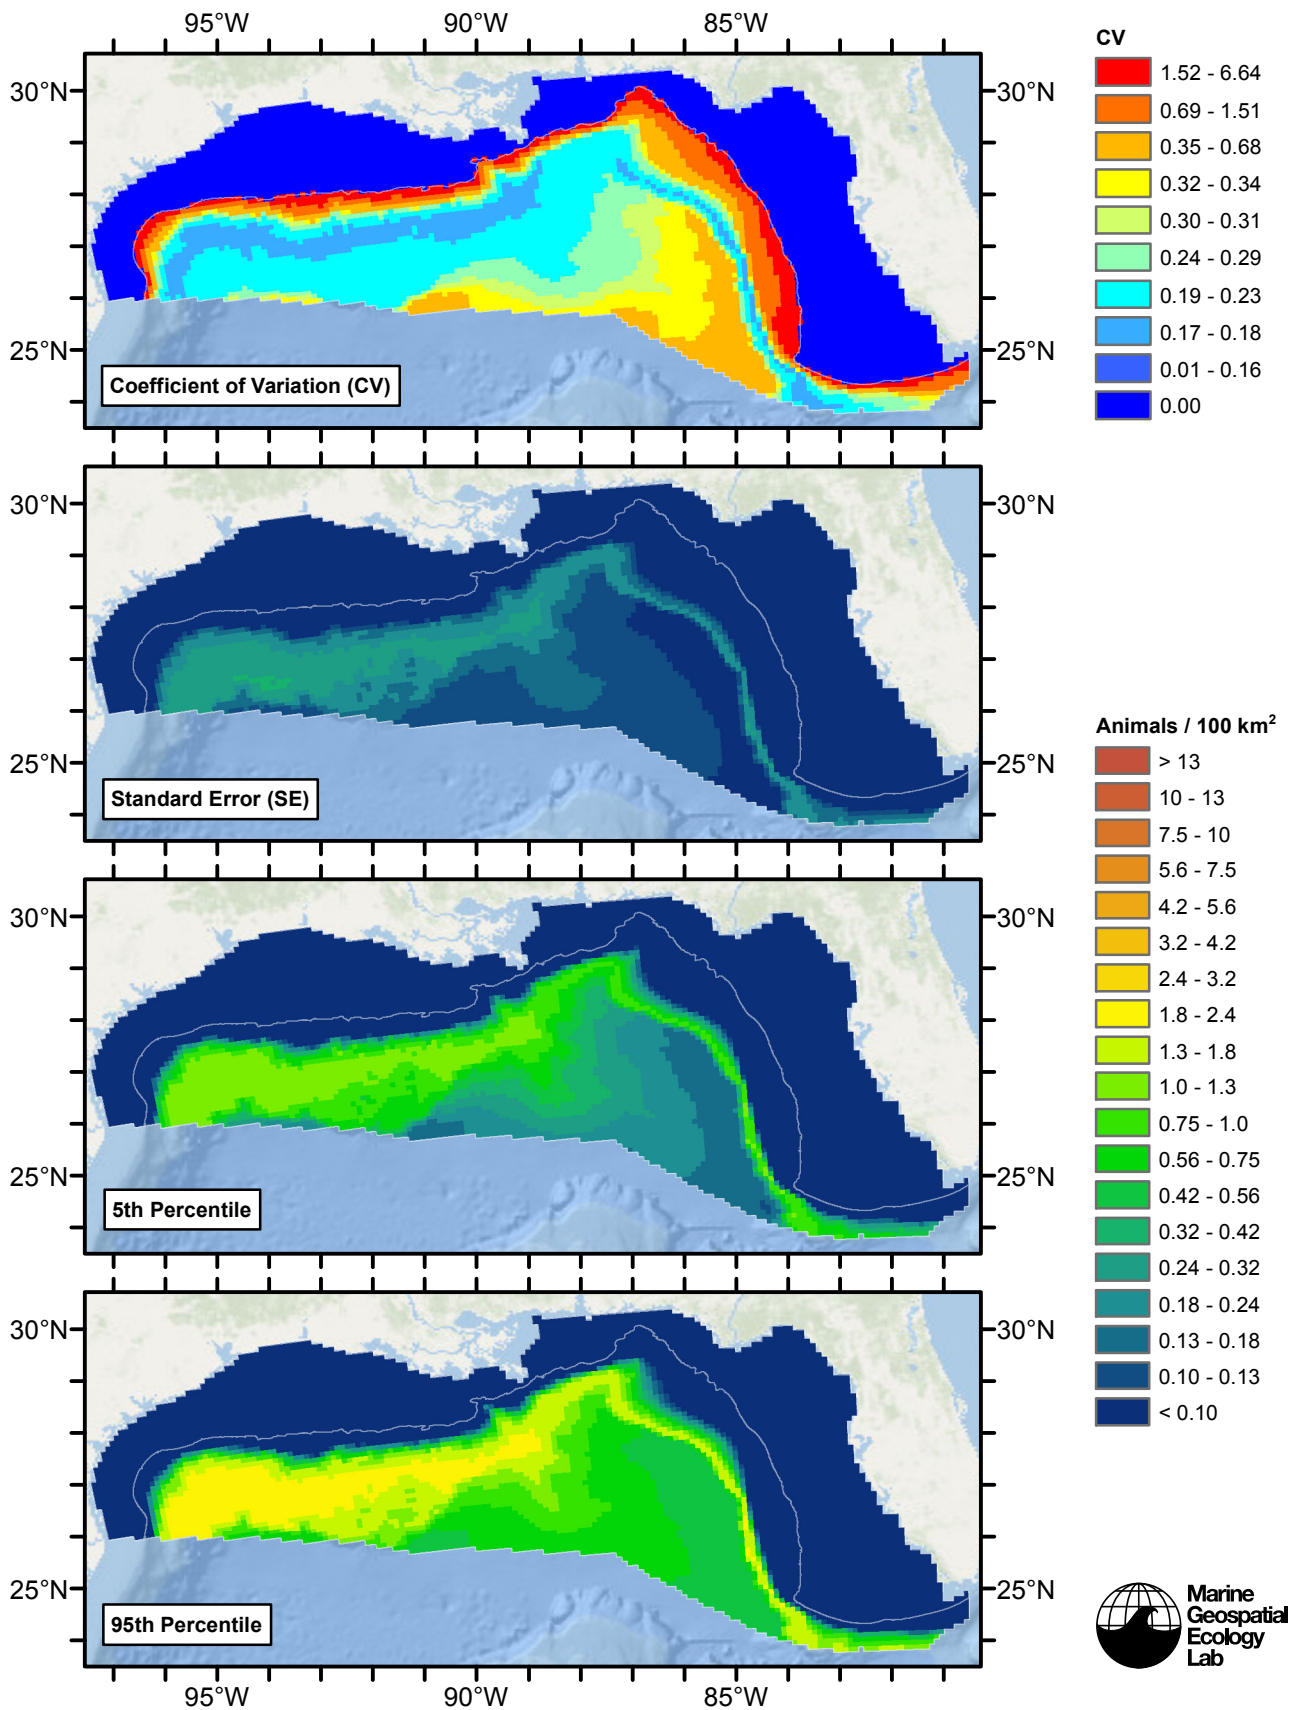 95°W 90°W 85°W
CV
1.52 - 6.64
0.69 - 1.51
0.35 - 0.68
0.32 - 0.34
0.30 - 0.31
0.24 - 0.29
0.19 - 0.23
0.17 - 0.18
0.01 - 0.16
0.00
30°N 30°N
25°N 25°N
Coefficient of Variation (CV)
30°N 30°N
25°N 25°N
Standard Error (SE)
Animals / 100 km²
> 13
10 - 13
7.5 - 10
5.6 - 7.5
4.2 - 5.6
3.2 - 4.2
2.4 - 3.2
1.8 - 2.4
1.3 - 1.8
1.0 - 1.3
0.75 - 1.0
0.56 - 0.75
0.42 - 0.56
0.32 - 0.42
0.24 - 0.32
0.18 - 0.24
0.13 - 0.18
0.10 - 0.13
< 0.10
30°N 30°N
25°N 25°N
5th Percentile
30°N 30°N
25°N 25°N
95th Percentile
95°W 90°W 85°W
Marine
Geospatial
Ecology
Lab